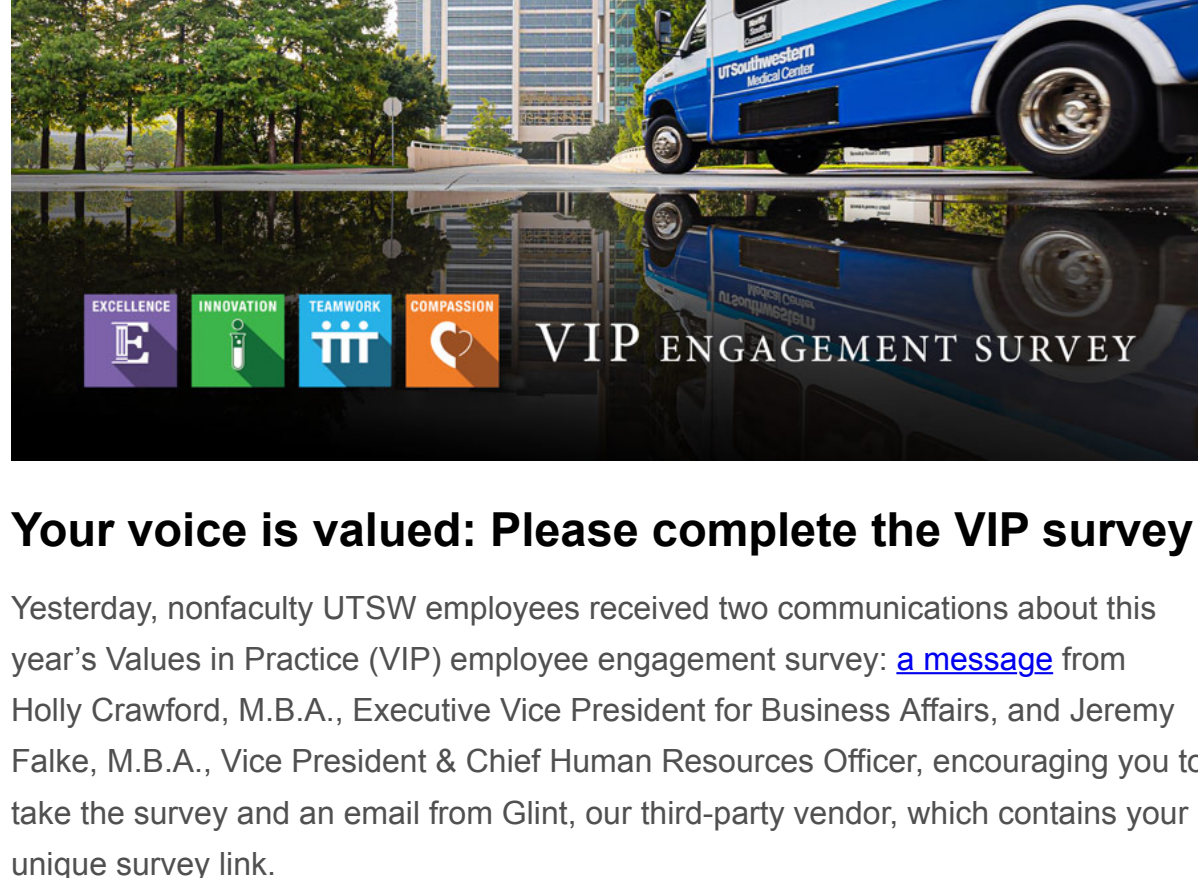 North/
South
Connector
UTSouthwestern
Medical Center
EXCELLENCE
INNOVATION
TEAMWORK
COMPASSION
E
VIP ENGAGEMENT SURVEY
Your voice is valued: Please complete the VIP survey
Yesterday, nonfaculty UTSW employees received two communications about this
year’s Values in Practice (VIP) employee engagement survey: a message from
Holly Crawford, M.B.A., Executive Vice President for Business Affairs, and Jeremy
Falke, M.B.A., Vice President & Chief Human Resources Officer, encouraging you to
take the survey and an email from Glint, our third-party vendor, which contains your
unique survey link.